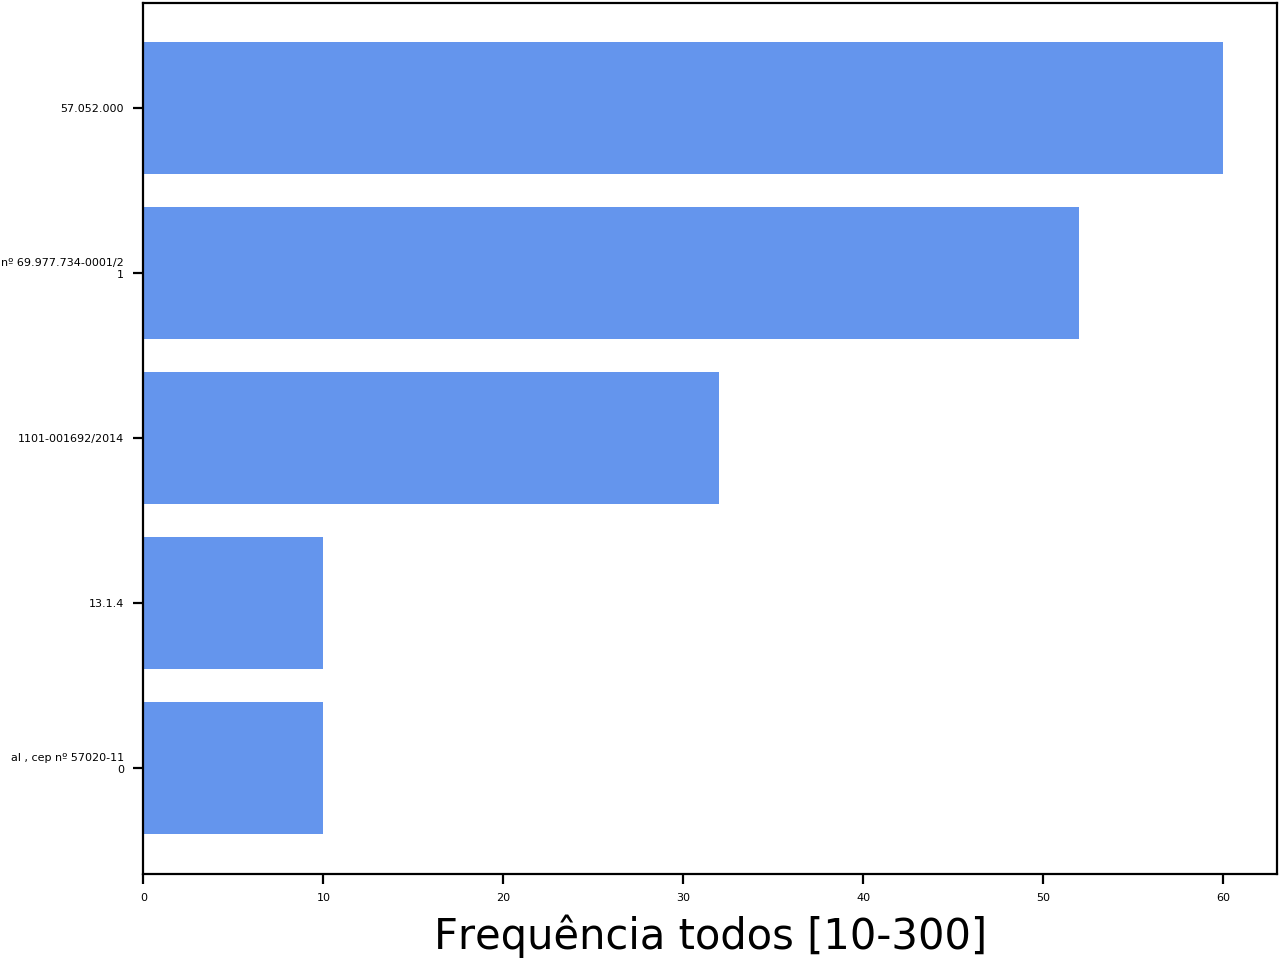 57.052.000
nº 69.977.734-0001/2
1
1101-001692/2014
13.1.4
al , cep nº 57020-11
0
0 10 20 30 40 50 60
Frequência todos [10-300]